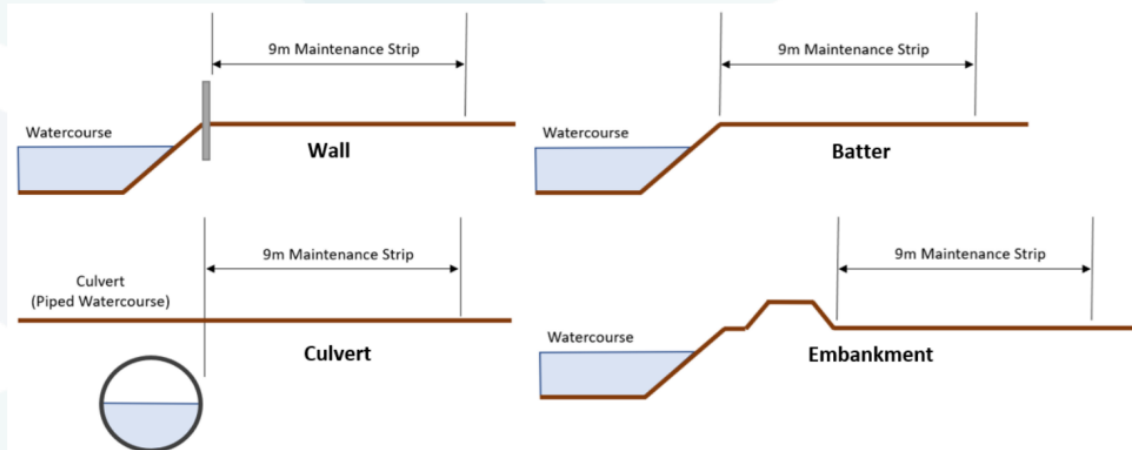 9m Maintenance Strip
Watercourse
Wall
9m Maintenance Strip
Watercourse
Batter
9m Maintenance Strip
Culvert
(Piped Watercourse)
Culvert
9m Maintenance Strip
Watercourse
Embankment